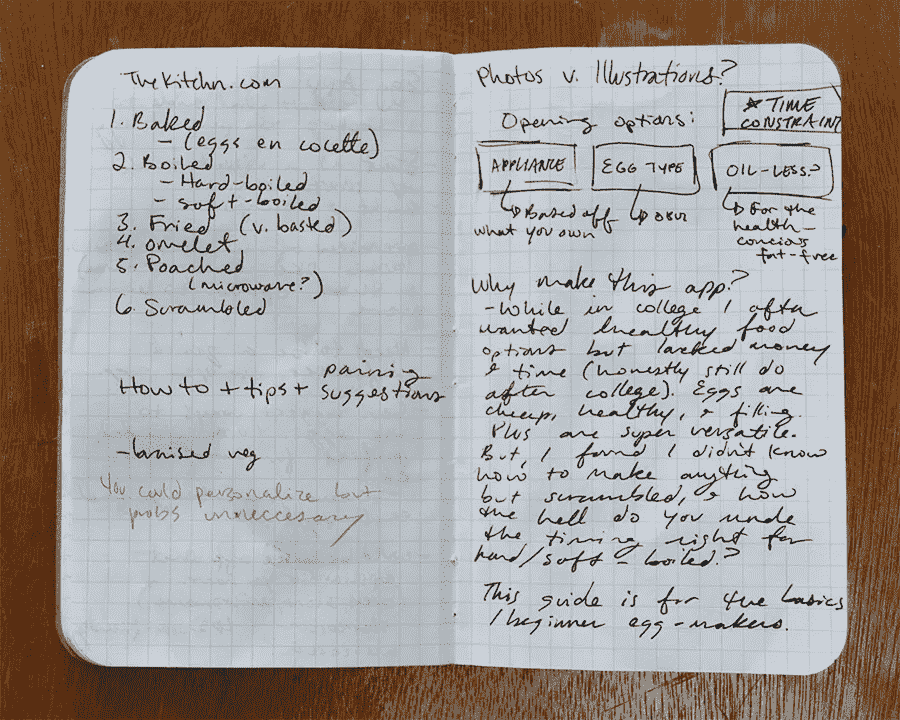 TheKitchn.com
1. Baked
- (eggs en cocette)
2. Boiled
- Hard-boiled
- soft-boiled
3. Fried (v. basted)
4. omelet
5. Poached
(microwave?)
6. Scrambled
How to + tips + pairing suggestions
- braised veg
You could personalize but
probs unneccesary
Photos v. Illustrations?
★ TIME
CONSTRAINT
Opening options:
APPLIANCE
EGG TYPE
OIL-LESS?
↳ Based off
what you own
↳ For the
health-
concious
fat-free
Why make this app?
- While in college I often
wanted healthy food
options but lacked money
& time (honestly still do
after college). Eggs are
cheap, healthy, & filling.
Plus are super versatile.
But, I found I didn't know
how to make anything
but scrambled, & how
the hell do you
the timing right for
hard/soft-boiled?
This guide is for the basics
/beginner egg-makers.